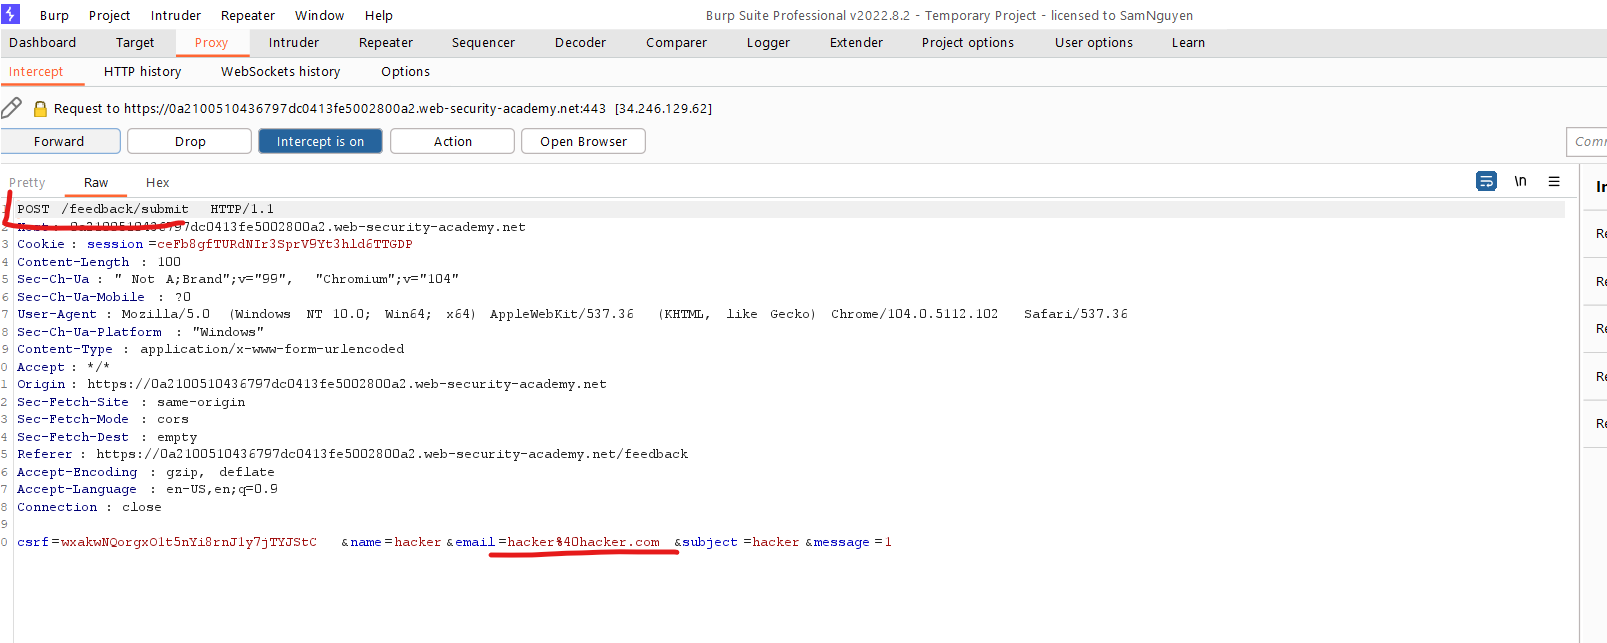 Burp Project Intruder Repeater Window Help Burp Suite Professional v2022.8.2 - Temporary Project - licensed to SamNguyen
Dashboard Target Proxy Intruder Repeater Sequencer Decoder Comparer Logger Extender Project options User options Learn
Intercept HTTP history WebSockets history Options
Request to https://0a2100510436797dc0413fe5002800a2.web-security-academy.net:443 [34.246.129.62]
Forward Drop Intercept is on Action Open Browser Comm
Pretty Raw Hex \n In
POST /feedback/submit HTTP/1.1
2 Host: 0a2100510436797dc0413fe5002800a2.web-security-academy.net
3 Cookie: session=ceFb8gfTURdNIr3SprV9Yt3hld6TTGDP
4 Content-Length: 100
5 Sec-Ch-Ua: " Not A;Brand";v="99", "Chromium";v="104"
6 Sec-Ch-Ua-Mobile: ?0
7 User-Agent: Mozilla/5.0 (Windows NT 10.0; Win64; x64) AppleWebKit/537.36 (KHTML, like Gecko) Chrome/104.0.5112.102 Safari/537.36
8 Sec-Ch-Ua-Platform: "Windows"
9 Content-Type: application/x-www-form-urlencoded
0 Accept: */*
1 Origin: https://0a2100510436797dc0413fe5002800a2.web-security-academy.net
2 Sec-Fetch-Site: same-origin
3 Sec-Fetch-Mode: cors
4 Sec-Fetch-Dest: empty
5 Referer: https://0a2100510436797dc0413fe5002800a2.web-security-academy.net/feedback
6 Accept-Encoding: gzip, deflate
7 Accept-Language: en-US,en;q=0.9
8 Connection: close
9
0 csrf=wxakwNQorgxO1t5nYi8rnJ1y7jTYJStC&name=hacker&email=hacker%40hacker.com&subject=hacker&message=1
Re
Re
Re
Re
Re